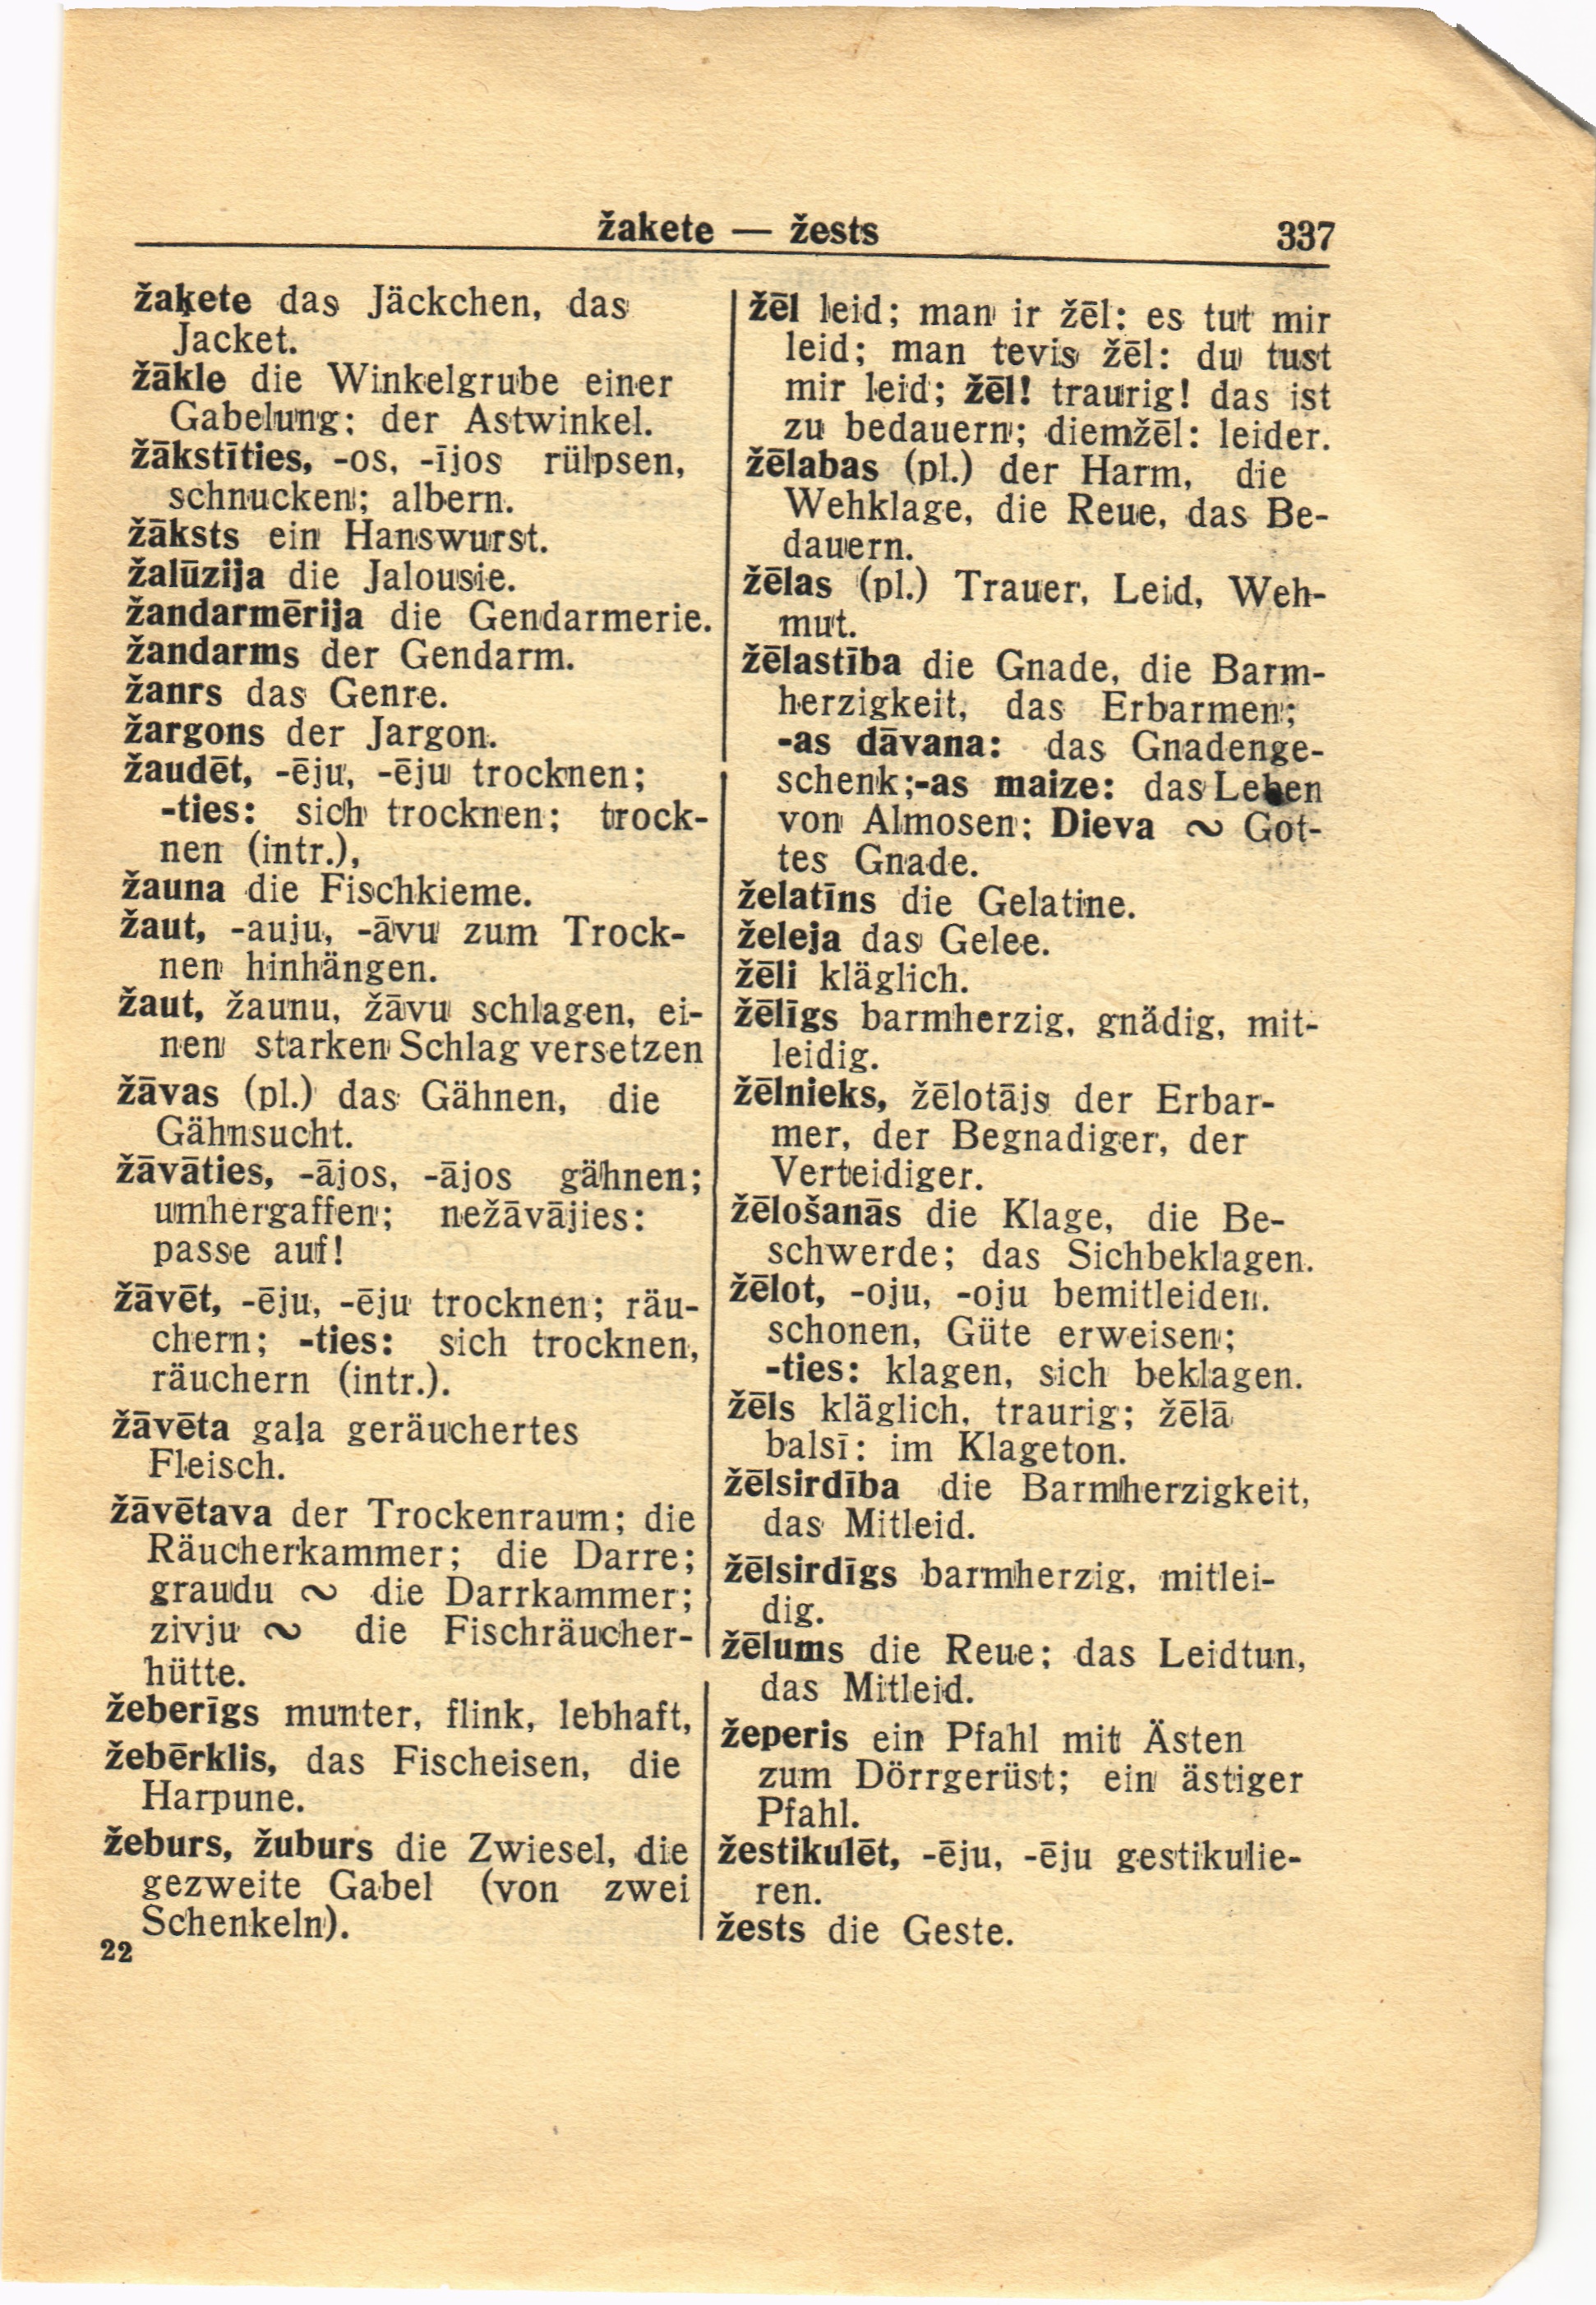 žakete — žests
337
žaķete das Jäckchen, das
Jacket.
žākle die Winkelgrube einer
Gabelung; der Astwinkel.
žākstīties, -os, -ījos rülpsen,
schnucken; albern.
žāksts ein Hanswurst.
žalūzija die Jalousie.
žandarmērija die Gendarmerie.
žandarms der Gendarm.
žanrs das Genre.
žargons der Jargon.
žaudēt, -ēju, -ēju trocknen;
-ties: sich trocknen; trock-
nen (intr.),
žauna die Fischkieme.
žaut, -auju, -āvu zum Trock-
nen hinhängen.
žaut, žaunu, žāvu schlagen, ei-
nen starken Schlag versetzen
žāvas (pl.) das Gähnen, die
Gähnsucht.
žāvāties, -ājos, -ājos gähnen;
umhergaffen; nežāvājies:
passe auf!
žāvēt, -ēju, -ēju trocknen; räu-
chern; -ties: sich trocknen,
räuchern (intr.).
žāvēta gaļa geräuchertes
Fleisch.
žāvētava der Trockenraum; die
Räucherkammer; die Darre;
graudu ∾ die Darrkammer;
zivju ∾ die Fischräucher-
hütte.
žeberīgs munter, flink, lebhaft,
žebērklis, das Fischeisen, die
Harpune.
žeburs, žuburs die Zwiesel, die
gezweite Gabel (von zwei
Schenkeln).
22
žēl leid; man ir žēl: es tut mir
leid; man tevis žēl: du tust
mir leid; žēl! traurig! das ist
zu bedauern; diemžēl: leider.
žēlabas (pl.) der Harm, die
Wehklage, die Reue, das Be-
dauern.
žēlas (pl.) Trauer, Leid, Weh-
mut.
žēlastība die Gnade, die Barm-
herzigkeit, das Erbarmen;
-as dāvana: das Gnadenge-
schenk;-as maize: das Leben
von Almosen; Dieva ∾ Got-
tes Gnade.
želatīns die Gelatine.
želeja das Gelee.
žēli kläglich.
žēlīgs barmherzig, gnädig, mit-
leidig.
žēlnieks, žēlotājs der Erbar-
mer, der Begnadiger, der
Verteidiger.
žēlošanās die Klage, die Be-
schwerde; das Sichbeklagen.
žēlot, -oju, -oju bemitleiden.
schonen, Güte erweisen;
-ties: klagen, sich beklagen.
žēls kläglich, traurig; žēlā
balsī: im Klageton.
žēlsirdība die Barmherzigkeit,
das Mitleid.
žēlsirdīgs barmherzig, mitlei-
dig.
žēlums die Reue; das Leidtun,
das Mitleid.
žeperis ein Pfahl mit Ästen
zum Dörrgerüst; ein ästiger
Pfahl.
žestikulēt, -ēju, -ēju gestikulie-
ren.
žests die Geste.